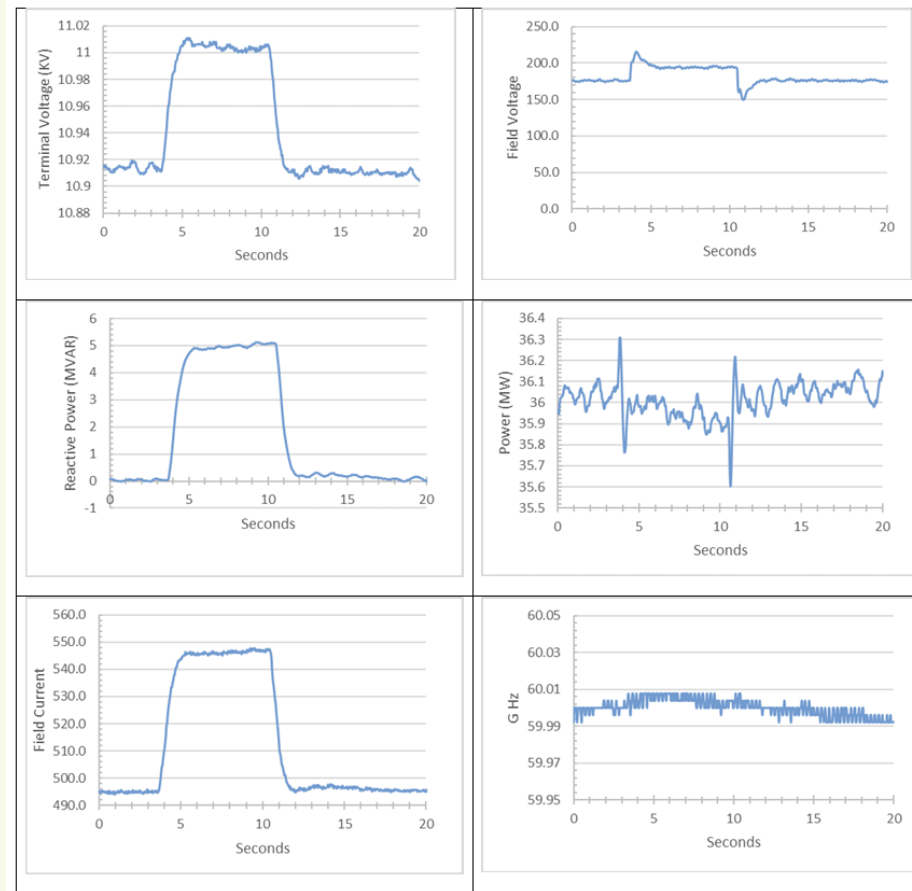 11.02
11
10.98
10.96
10.94
10.92
10.9
10.88
Terminal Voltage (KV)
0 5 10 15 20
Seconds
250.0
200.0
150.0
100.0
50.0
0.0
Field Voltage
0 5 10 15 20
Seconds
6
5
4
3
2
1
0
-1
Reactive Power (MVAR)
0 5 10 15 20
Seconds
36.4
36.3
36.2
36.1
36
35.9
35.8
35.7
35.6
35.5
Power (MW)
0 5 10 15 20
Seconds
560.0
550.0
540.0
530.0
520.0
510.0
500.0
490.0
Field Current
0 5 10 15 20
Seconds
60.05
60.03
60.01
59.99
59.97
59.95
G Hz
0 5 10 15 20
Seconds